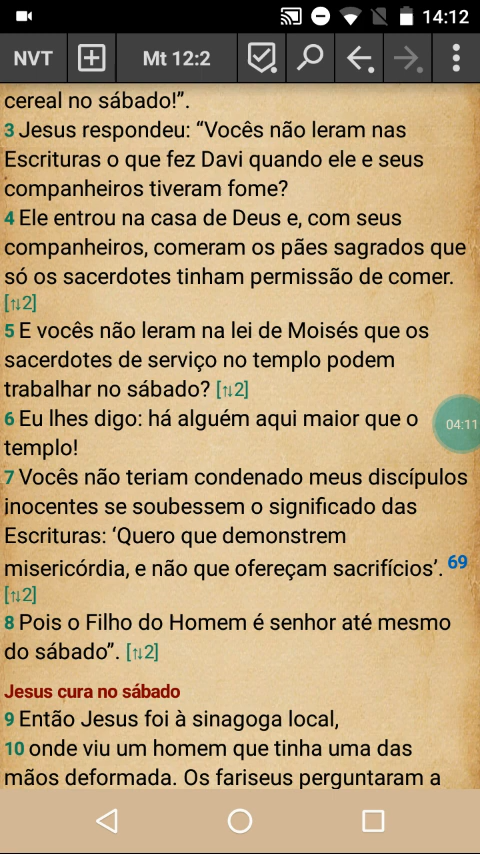 14:12
NVT
Mt 12:2
cereal no sábado!”.
3 Jesus respondeu: “Vocês não leram nas
Escrituras o que fez Davi quando ele e seus
companheiros tiveram fome?
4 Ele entrou na casa de Deus e, com seus
companheiros, comeram os pães sagrados que
só os sacerdotes tinham permissão de comer.
[⇅2]
5 E vocês não leram na lei de Moisés que os
sacerdotes de serviço no templo podem
trabalhar no sábado? [⇅2]
6 Eu lhes digo: há alguém aqui maior que o
04:11
templo!
7 Vocês não teriam condenado meus discípulos
inocentes se soubessem o significado das
Escrituras: ‘Quero que demonstrem
misericórdia, e não que ofereçam sacrifícios’. 69
[⇅2]
8 Pois o Filho do Homem é senhor até mesmo
do sábado”. [⇅2]
Jesus cura no sábado
9 Então Jesus foi à sinagoga local,
10 onde viu um homem que tinha uma das
mãos deformada. Os fariseus perguntaram a